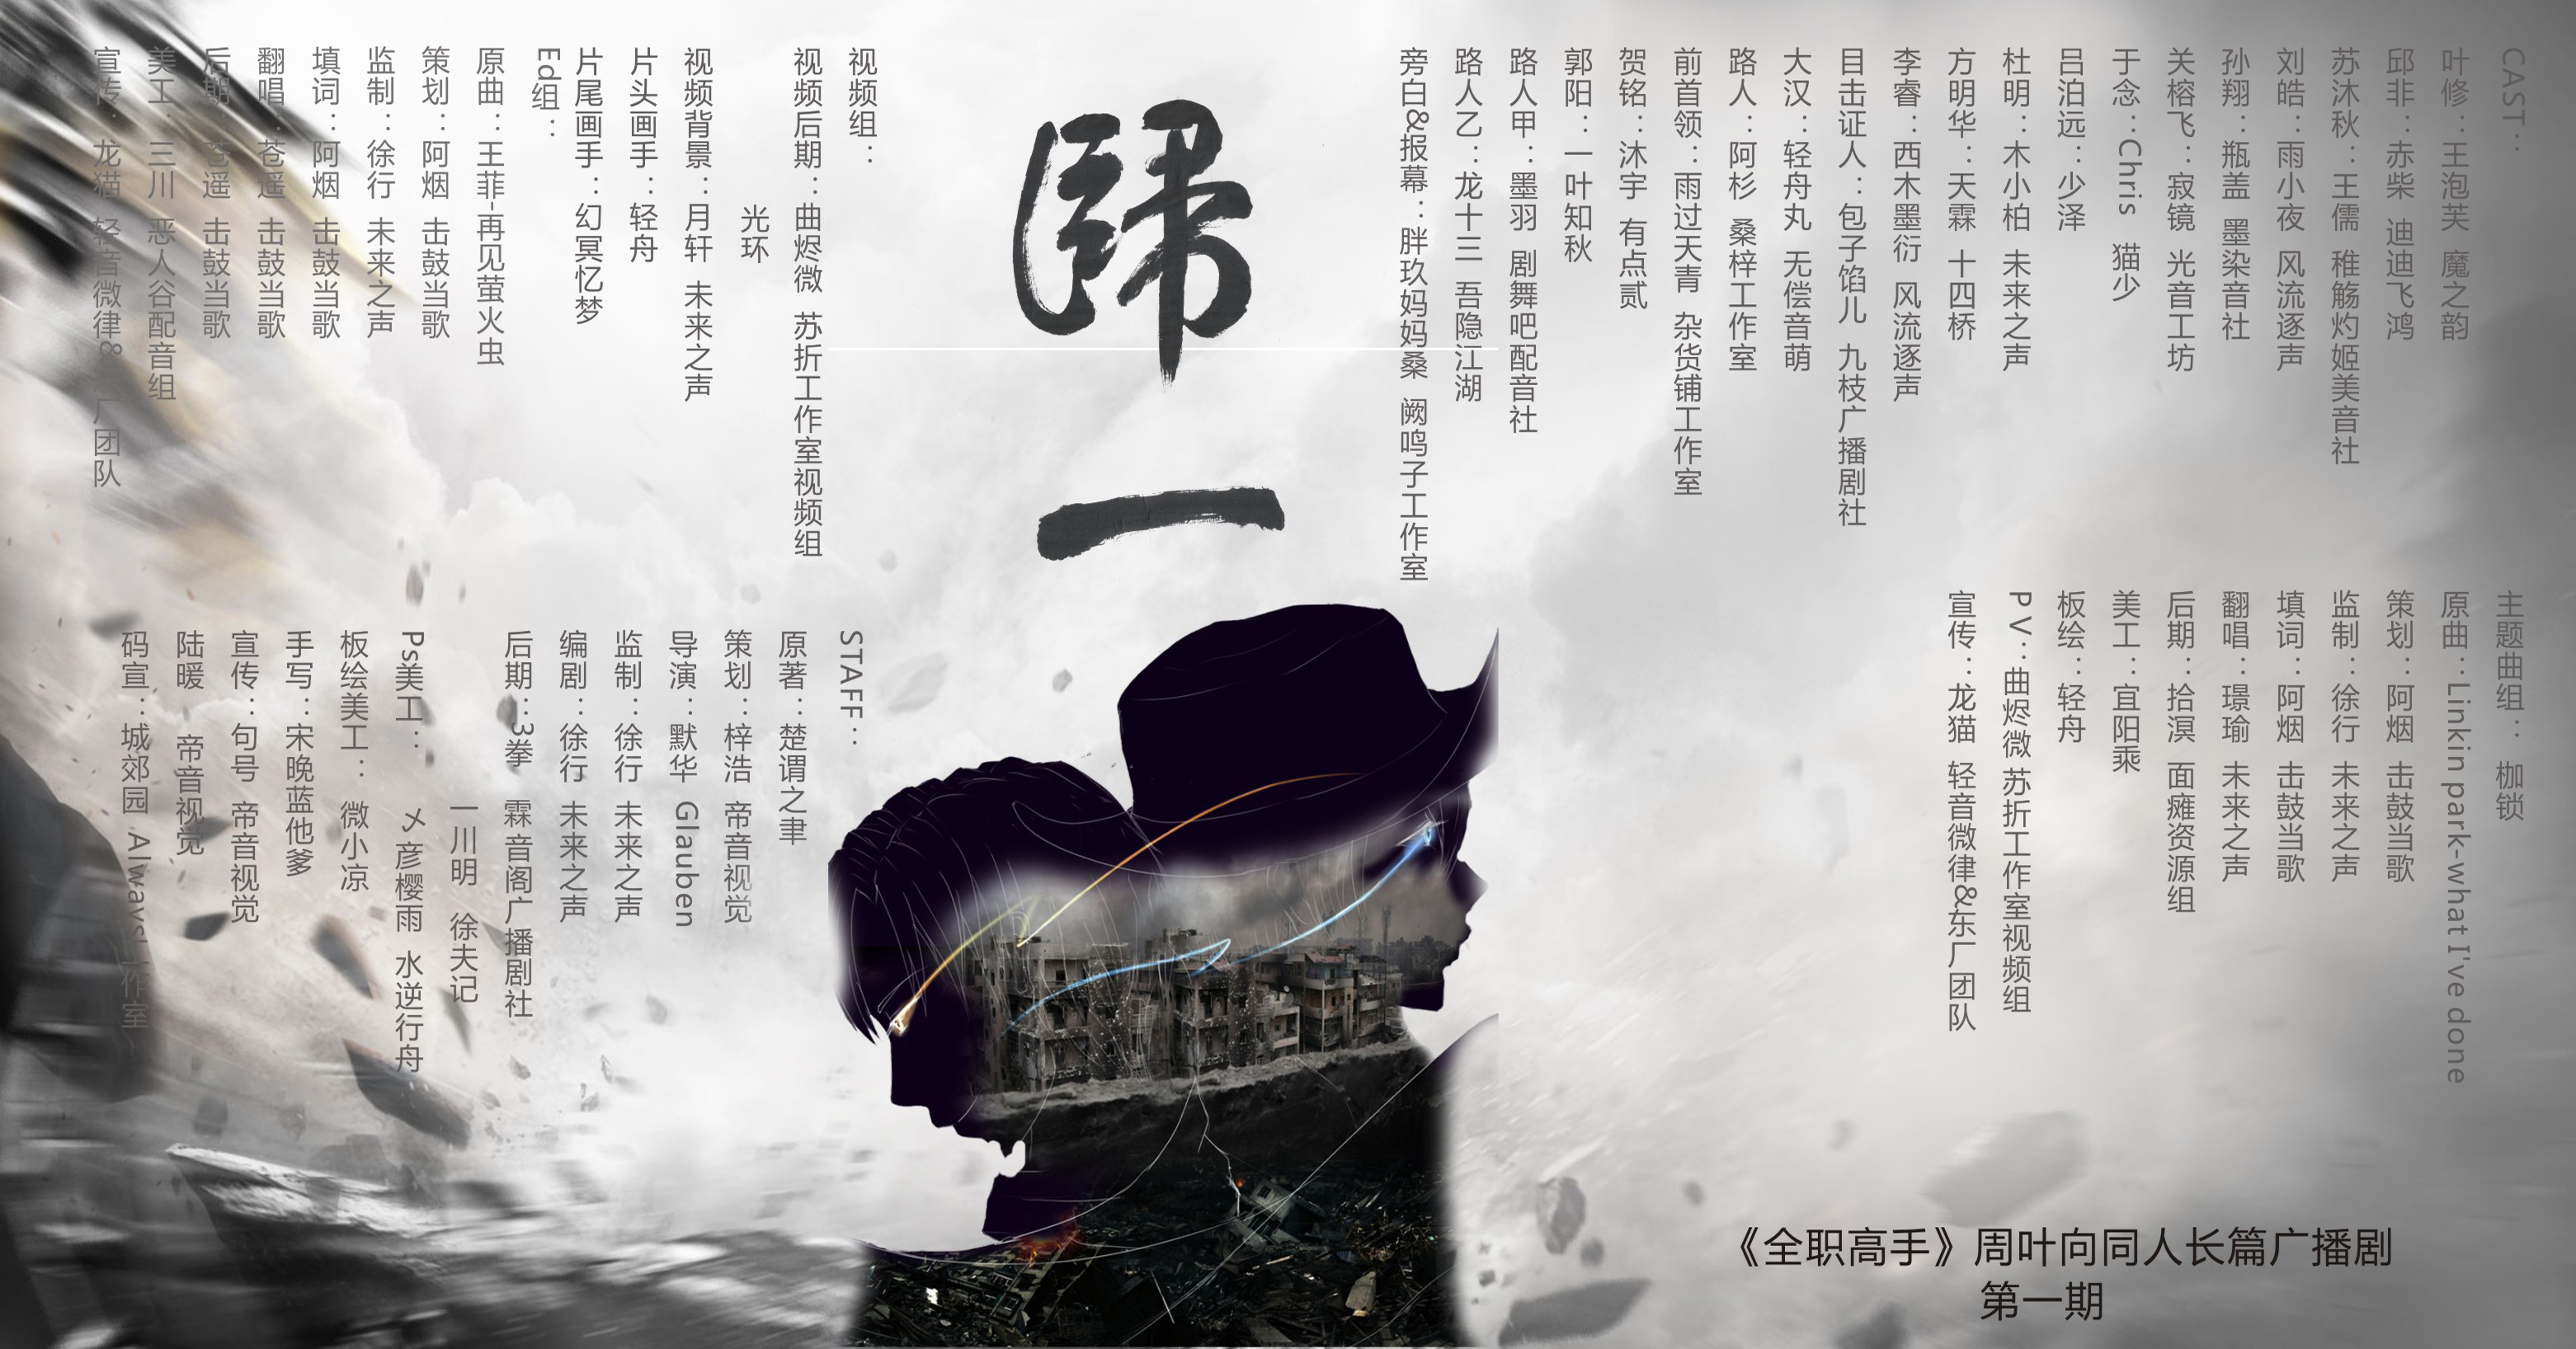 歸一
CAST：
叶修：王泡芙 魔之韵
邱非：赤柴 迪迪飞鸿
苏沐秋：王儒 稚觞灼姬美音社
刘皓：雨小夜 风流逐声
孙翔：瓶盖 墨染音社
关榕飞：寂镜 光音工坊
于念：Chris 猫少
吕泊远：少泽
杜明：木小柏 未来之声
方明华：天霖 十四桥
李睿：西木墨衍 风流逐声
目击证人：包子馅儿 九枝广播剧社
大汉：轻舟丸 无偿音萌
路人：阿杉 桑梓工作室
前首领：雨过天青 杂货铺工作室
贺铭：沐宇 有点贰
郭阳：一叶知秋
路人甲：墨羽 剧舞吧配音社
路人乙：龙十三 吾隐江湖
旁白&报幕：胖玖妈妈桑 阙鸣子工作室
主题曲组： 枷锁
原曲：Linkin park-what I've done
策划：阿烟 击鼓当歌
监制：徐行 未来之声
填词：阿烟 击鼓当歌
翻唱：璟瑜 未来之声
后期：拾溟 面瘫资源组
美工：宜阳乘
板绘：轻舟
PV：曲烬微 苏折工作室视频组
宣传：龙猫 轻音微律&东厂团队
视频组：
视频后期：曲烬微 苏折工作室视频组
光环
视频背景：月轩 未来之声
片头画手：轻舟
片尾画手：幻冥忆梦
Ed组：
原曲：王菲-再见萤火虫
策划：阿烟 击鼓当歌
监制：徐行 未来之声
填词：阿烟 击鼓当歌
翻唱：苍遥 击鼓当歌
后期：苍遥 击鼓当歌
美工：三川 恶人谷配音组
宣传：龙猫 轻音微律& 厂团队
STAFF：
原著：楚谓之聿
策划：梓浩 帝音视觉
导演：默华 Glauben
监制：徐行 未来之声
编剧：徐行 未来之声
后期：3拳 霖音阁广播剧社
一川明 徐夫记
Ps美工： 乄彦樱雨 水逆行舟
板绘美工： 微小凉
手写：宋晚蓝他爹
宣传：句号 帝音视觉
陆暖 帝音视觉
码宣：城郊园 Always工作室
《全职高手》周叶向同人长篇广播剧
第一期